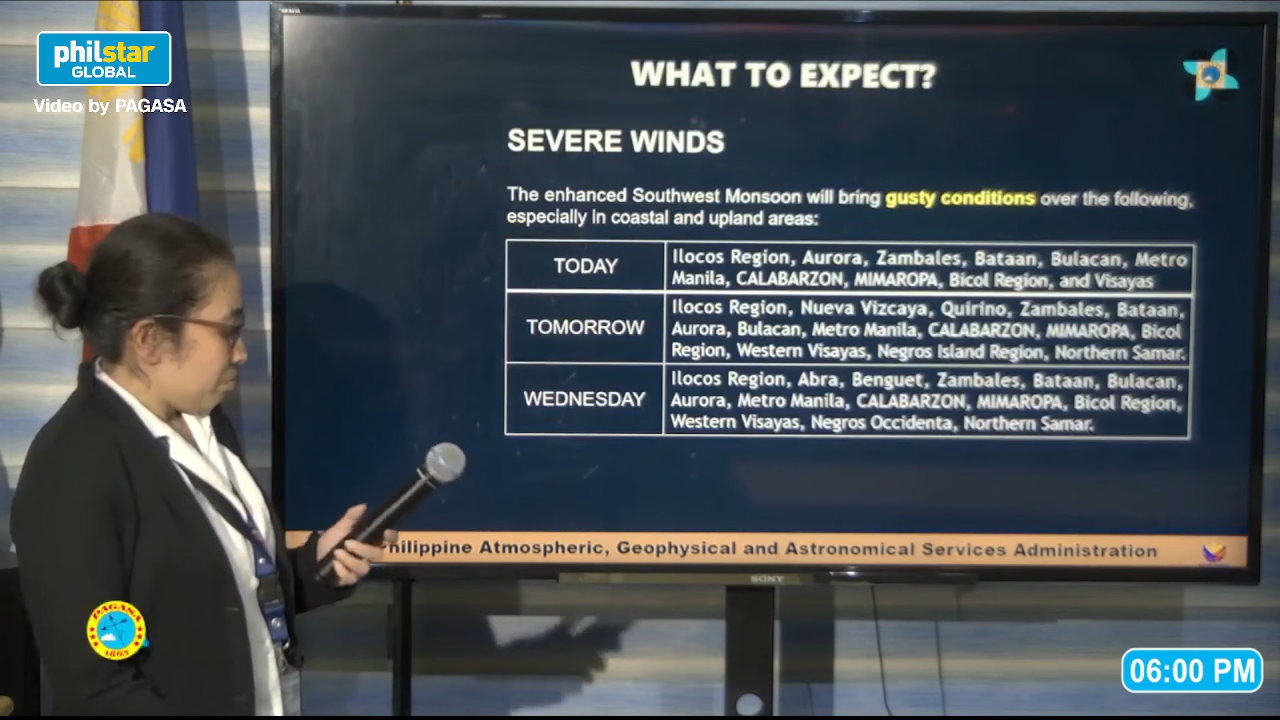 philstar
GLOBAL
Video by PAGASA
WHAT TO EXPECT?
SEVERE WINDS
The enhanced Southwest Monsoon will bring gusty conditions over the following,
especially in coastal and upland areas:
TODAY
Ilocos Region, Aurora, Zambales, Bataan, Bulacan, Metro
Manila, CALABARZON, MIMAROPA, Bicol Region, and Visayas
TOMORROW
Ilocos Region, Nueva Vizcaya, Quirino, Zambales, Bataan,
Aurora, Bulacan, Metro Manila, CALABARZON, MIMAROPA, Bicol
Region, Western Visayas, Negros Island Region, Northern Samar.
WEDNESDAY
Ilocos Region, Abra, Benguet, Zambales, Bataan, Bulacan,
Aurora, Metro Manila, CALABARZON, MIMAROPA, Bicol Region,
Western Visayas, Negros Occidenta, Northern Samar.
hilippine Atmospheric, Geophysical and Astronomical Services Administration
SONY
PAGASA
1865
06:00 PM